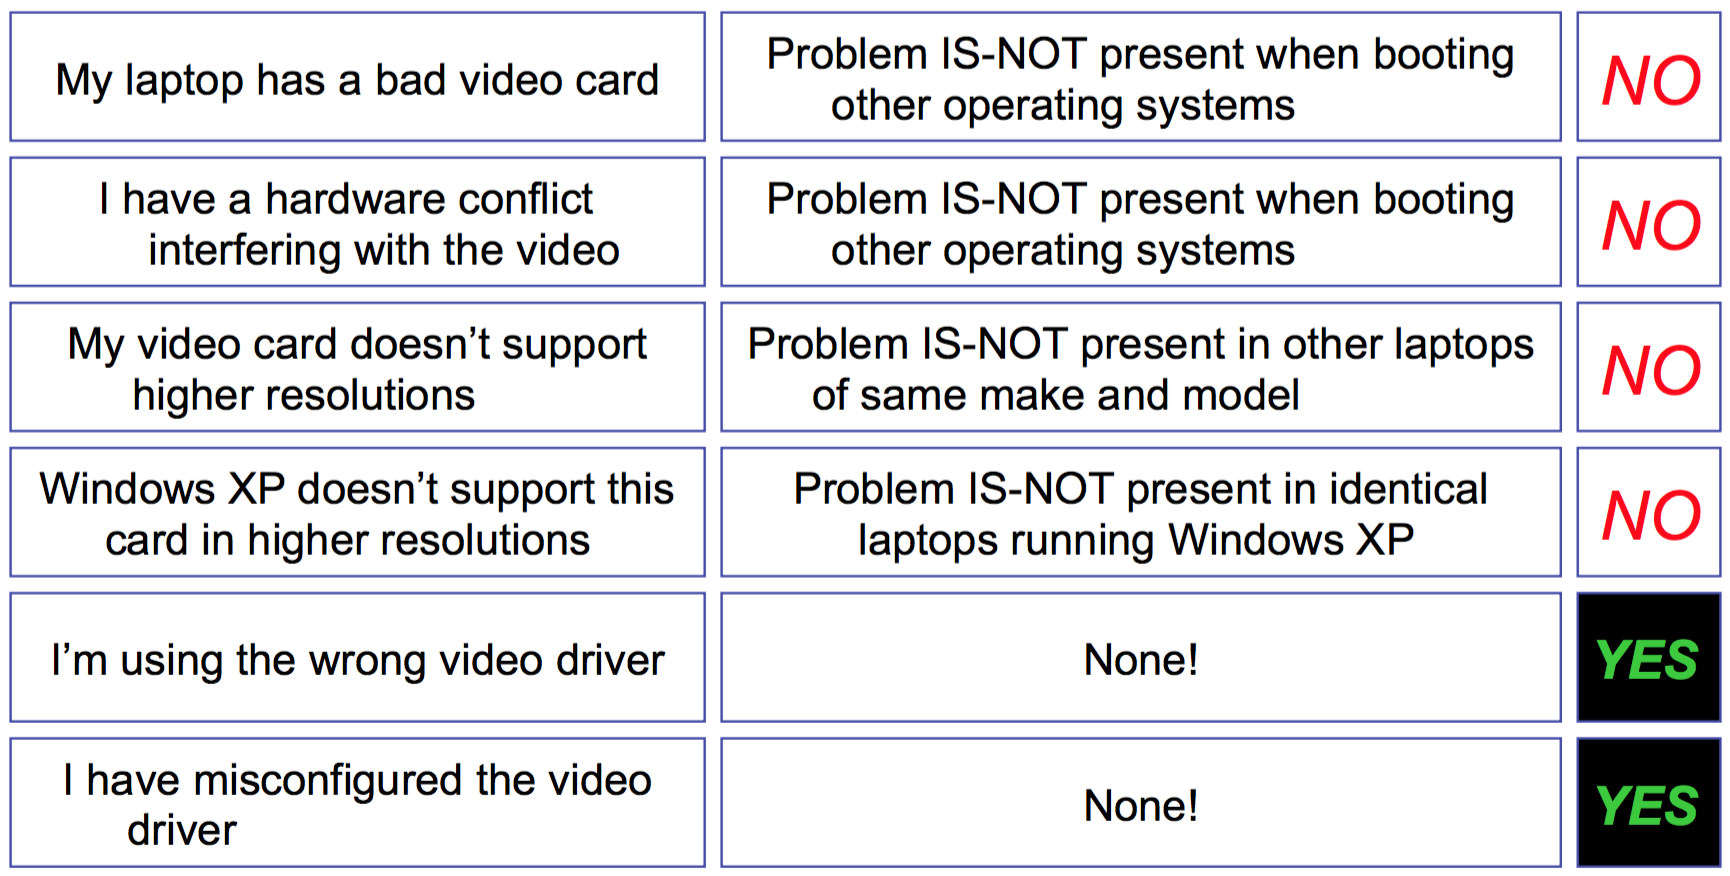 My laptop has a bad video card
Problem IS-NOT present when booting
other operating systems
NO
I have a hardware conflict
interfering with the video
Problem IS-NOT present when booting
other operating systems
NO
My video card doesn’t support
higher resolutions
Problem IS-NOT present in other laptops
of same make and model
NO
Windows XP doesn’t support this
card in higher resolutions
Problem IS-NOT present in identical
laptops running Windows XP
NO
I’m using the wrong video driver
None!
YES
I have misconfigured the video
driver
None!
YES